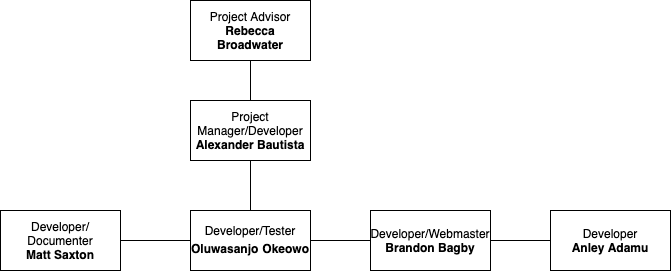 Project Advisor
Rebecca
Broadwater
Project
Manager/Developer
Alexander Bautista
Developer/
Documenter
Matt Saxton
Developer/Tester
Oluwasanjo Okeowo
Developer/Webmaster
Brandon Bagby
Developer
Anley Adamu